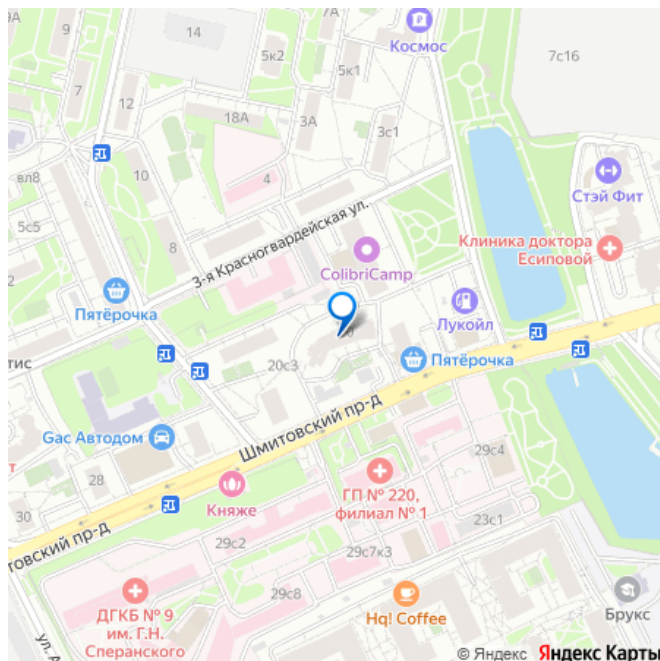 9А
9
14
5к2
5к1
Космос
7с16
7
12
18А
3А
3с1
вл8
10
4
Стэй Фит
5с5
8
3-я Красногвардейская ул.
ColibriCamp
Клиника доктора
Есиповой
Пятёрочка
Лукойл
тис
20с3
Пятёрочка
Шмитовский пр-д
Gac Автодом
28
29с4
ГП № 220,
филиал № 1
Княже
30
23с1
товский пр-д
29с2
29с7к3
29с8
ДГКБ № 9
им. Г.Н.
Сперанского
Hq! Coffee
Брукс
ул. А
© Яндекс Яндекс Карты